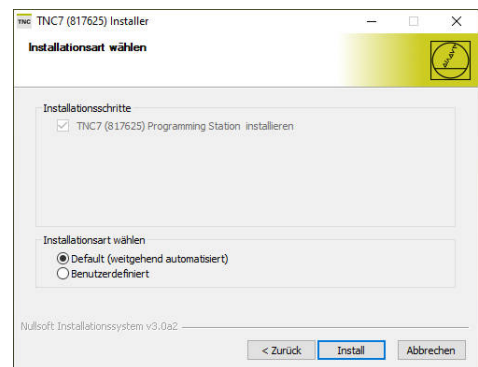 TNC TNC7 (817625) Installer
Installationsart wählen
Installationsschritte
TNC7 (817625) Programming Station installieren
Installationsart wählen
Default (weitgehend automatisiert)
Benutzerdefiniert
Nullsoft Installationssystem v3.0a2
< Zurück Install Abbrechen